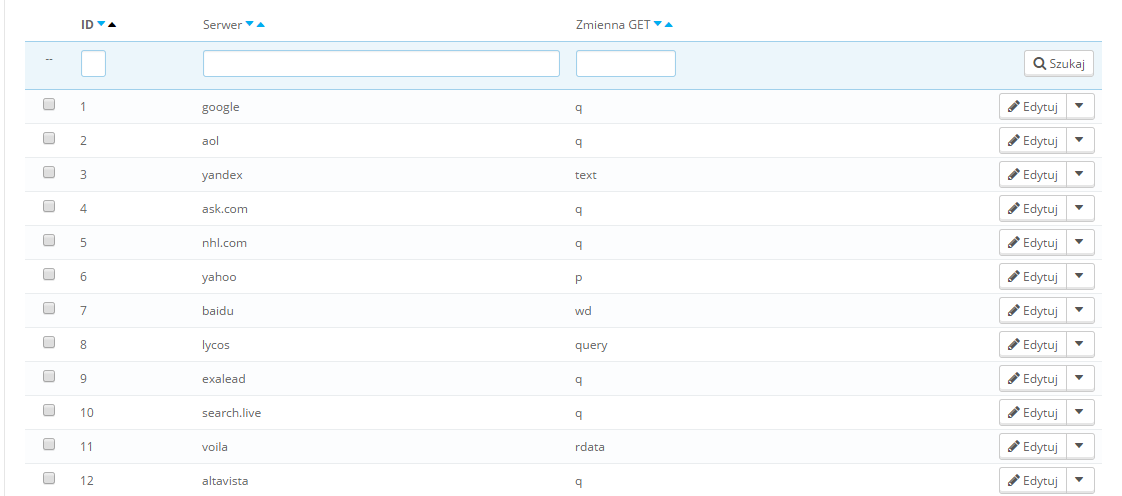 ID Serwer Zmienna GET
-- Szukaj
1 google q Edytuj
2 aol q Edytuj
3 yandex text Edytuj
4 ask.com q Edytuj
5 nhl.com q Edytuj
6 yahoo p Edytuj
7 baidu wd Edytuj
8 lycos query Edytuj
9 exalead q Edytuj
10 search.live q Edytuj
11 voila rdata Edytuj
12 altavista q Edytuj